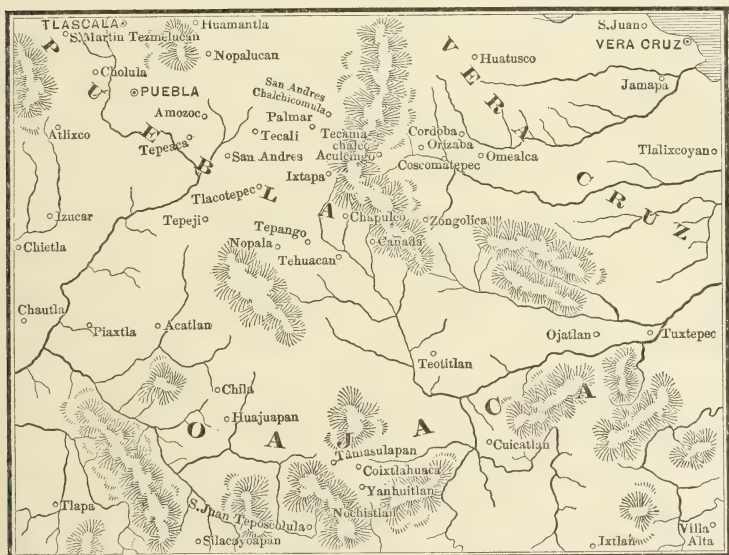 TLASCALA
S. Martin Tezmelucan
Huamantla
Nopalucan
Cholula
PUEBLA
Amozoc
Atlixco
Tepeaca
San Andres
Chalchicomula
Palmar
Tecali
San Andres
Tecama-
chalco
Aculcingo
Ixtapa
Tlacotepec
PUEBLA
Izucar
Tepeji
Chietla
Tepango
Nopala
Tehuacan
Chapulco
Cañada
VERA CRUZ
S. Juan
VERA CRUZ
Huatusco
Jamapa
Cordoba
Orizaba
Omealca
Coscomatepec
Tlalixcoyan
Zongolica
Chautla
Piaxtla
Acatlan
Ojatlan
Tuxtepec
Teotitlan
Chila
Huajuapan
OAJACA
Cuicatlan
Tamasulapan
Coixtlahuaca
Yanhuitlan
Nochistlan
Tlapa
S. Juan Teposcolula
Silacayoapan
Ixtlan
Villa
Alta